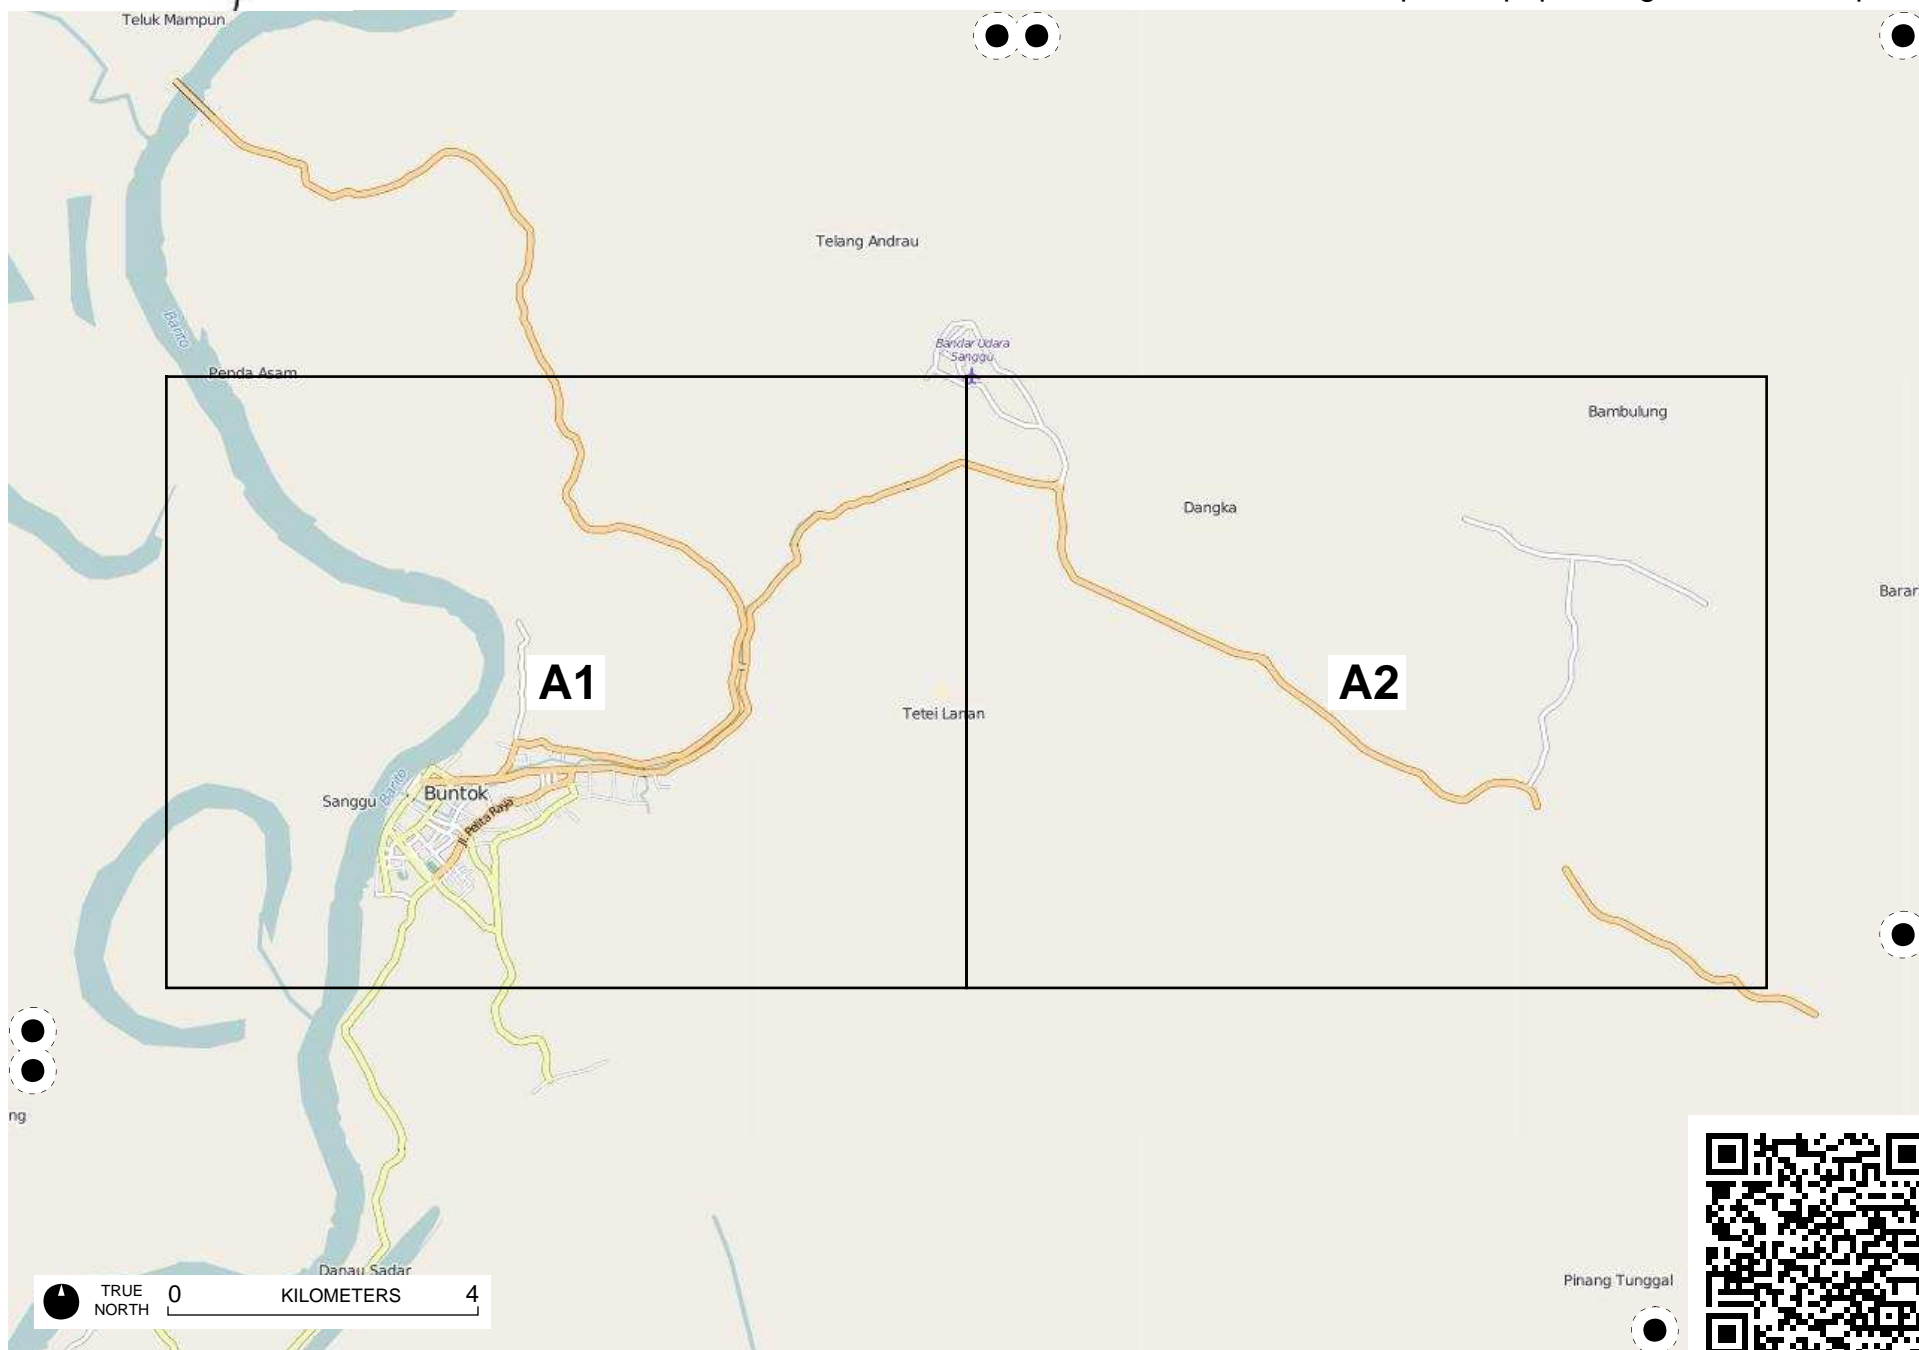 Teluk Mampun
Telang Andrau
Barito
Bandar Udara
Sanggu
Penda Asam
Bambulung
Dangka
A1
A2
Tetei Lanan
Sanggu
Barito
Buntok
Jl. Pelita Raya
ng
Danau Sadar
Pinang Tunggal
TRUE
NORTH
0 KILOMETERS 4